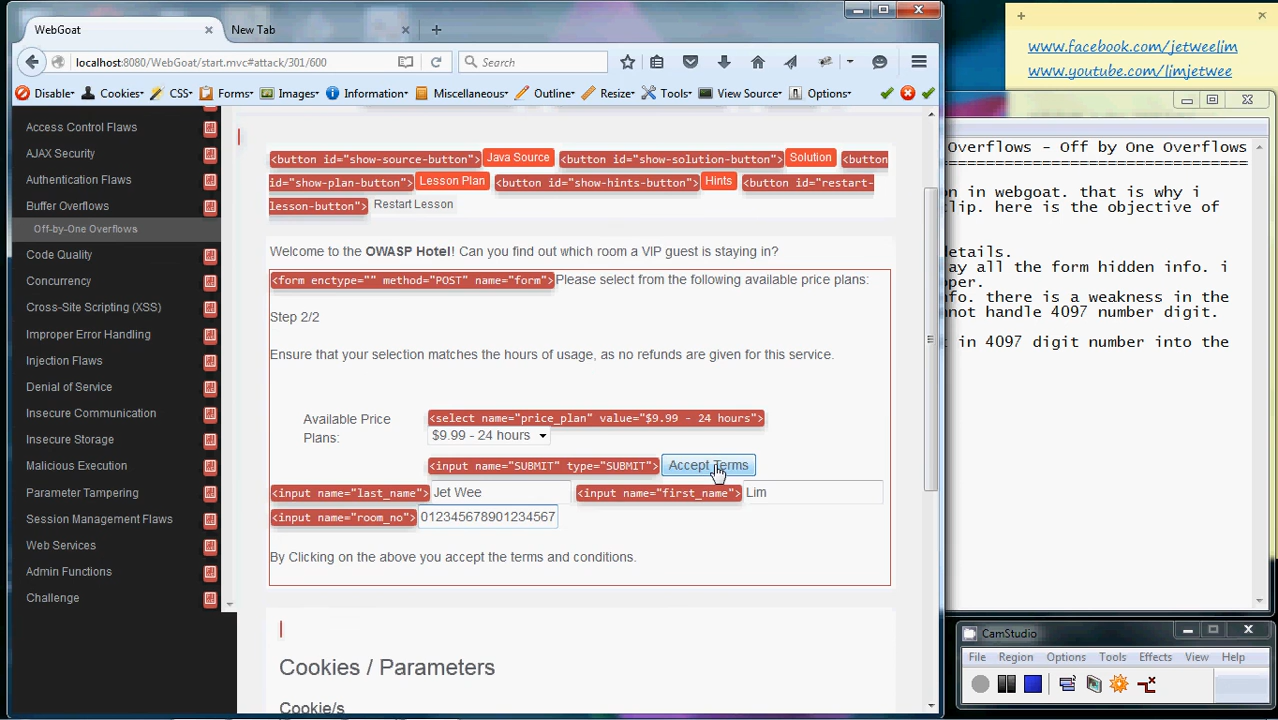 WebGoat
New Tab
localhost:8080/WebGoat/start.mvc#attack/301/600
Search
Disable
Cookies
CSS
Forms
Images
Information
Miscellaneous
Outline
Resize
Tools
View Source
Options
Access Control Flaws
AJAX Security
Authentication Flaws
Buffer Overflows
Off-by-One Overflows
Code Quality
Concurrency
Cross-Site Scripting (XSS)
Improper Error Handling
Injection Flaws
Denial of Service
Insecure Communication
Insecure Storage
Malicious Execution
Parameter Tampering
Session Management Flaws
Web Services
Admin Functions
Challenge
<button id="show-source-button"> Java Source <button id="show-solution-button"> Solution <button
id="show-plan-button"> Lesson Plan <button id="show-hints-button"> Hints <button id="restart-
lesson-button"> Restart Lesson
Welcome to the OWASP Hotel! Can you find out which room a VIP guest is staying in?
<form enctype="" method="POST" name="form"> Please select from the following available price plans:
Step 2/2
Ensure that your selection matches the hours of usage, as no refunds are given for this service.
Available Price
Plans:
<select name="price_plan" value="$9.99 - 24 hours">
$9.99 - 24 hours
<input name="SUBMIT" type="SUBMIT"> Accept Terms
<input name="last_name"> Jet Wee <input name="first_name"> Lim
<input name="room_no"> 012345678901234567
By Clicking on the above you accept the terms and conditions.
Cookies / Parameters
Cookie/s
www.facebook.com/jetweelim
www.youtube.com/limjetwee
Overflows - Off by One Overflows
==============================
on in webgoat. that is why i
lip. here is the objective of
details.
ay all the form hidden info. i
per.
nfo. there is a weakness in the
not handle 4097 number digit.
t in 4097 digit number into the
CamStudio
File Region Options Tools Effects View Help